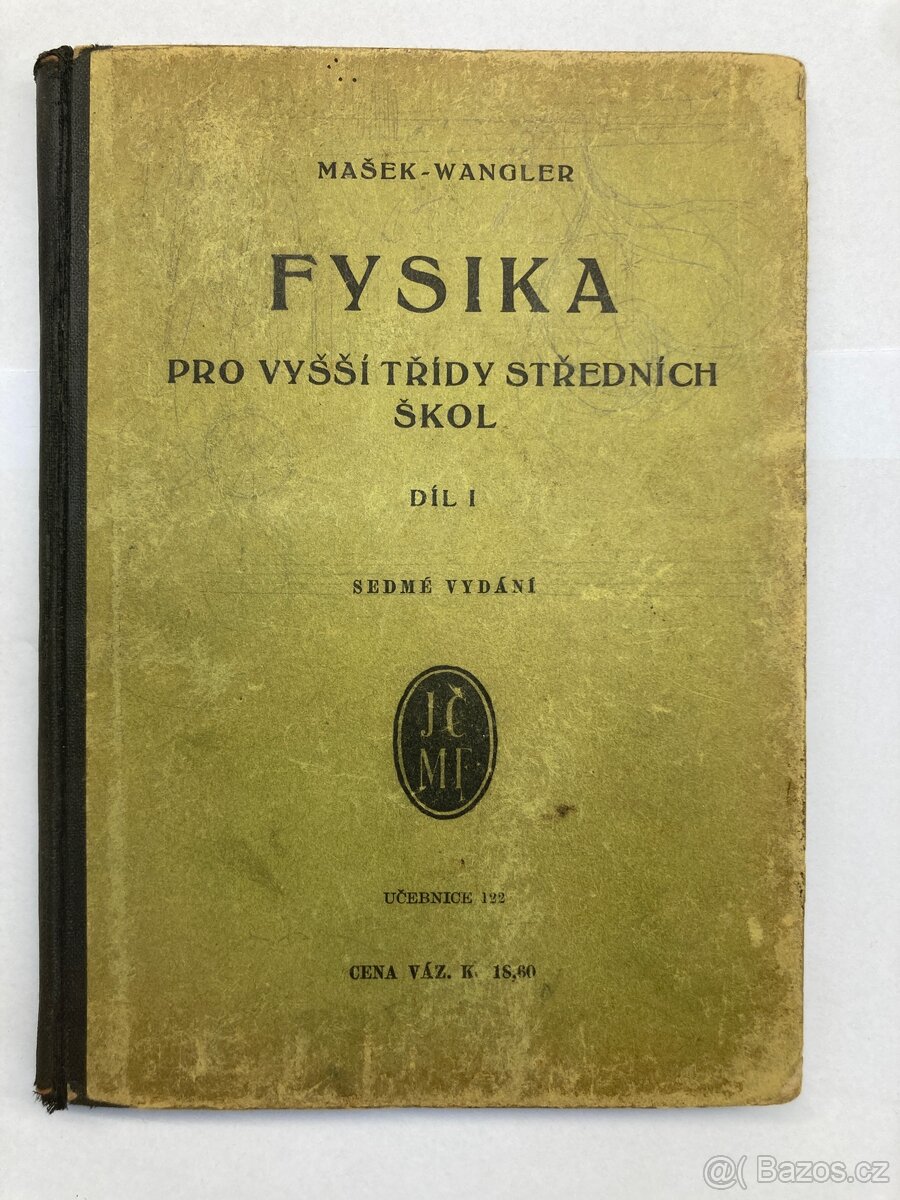 MAŠEK-WANGLER
FYSIKA
PRO VYŠŠÍ TŘÍDY STŘEDNÍCH
ŠKOL
DÍL I
SEDMÉ VYDÁNÍ
JČ
MF
UČEBNICE 122
CENA VÁZ. K 18,60
@( Bazos.cz